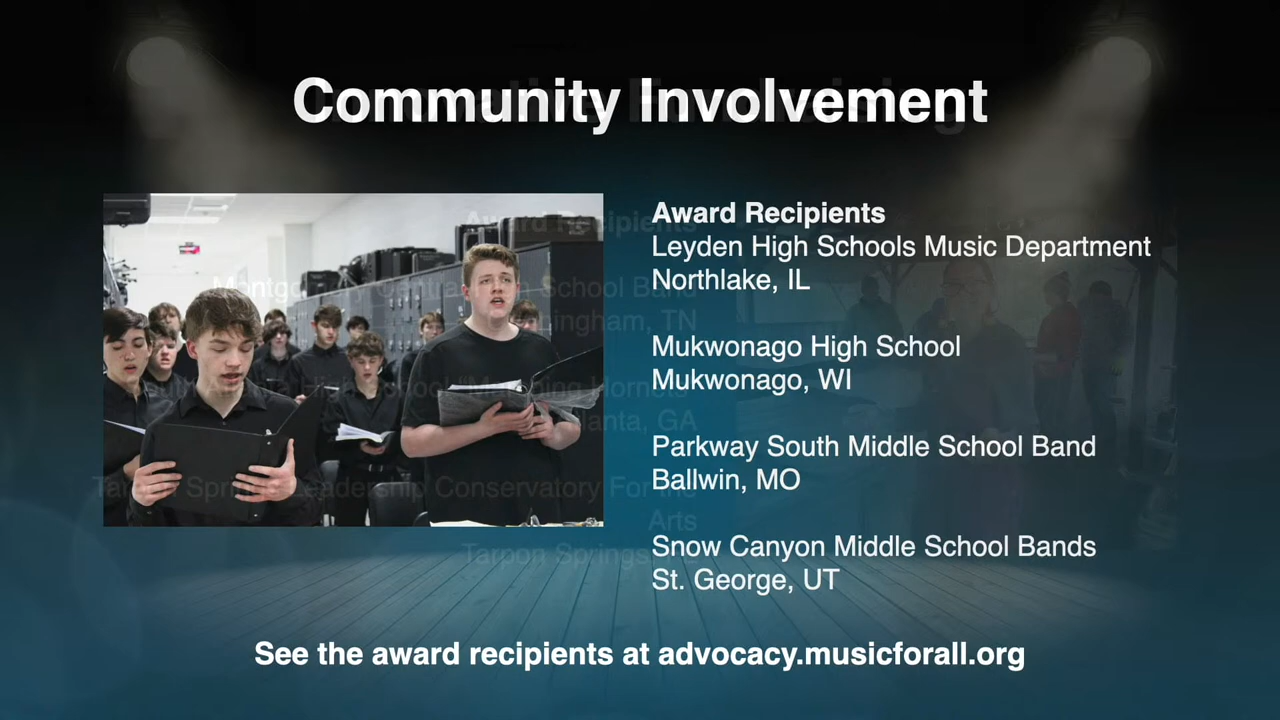 Community Involvement
Award Recipients
Leyden High Schools Music Department
Northlake, IL
Mukwonago High School
Mukwonago, WI
Parkway South Middle School Band
Ballwin, MO
Snow Canyon Middle School Bands
St. George, UT
See the award recipients at advocacy.musicforall.org